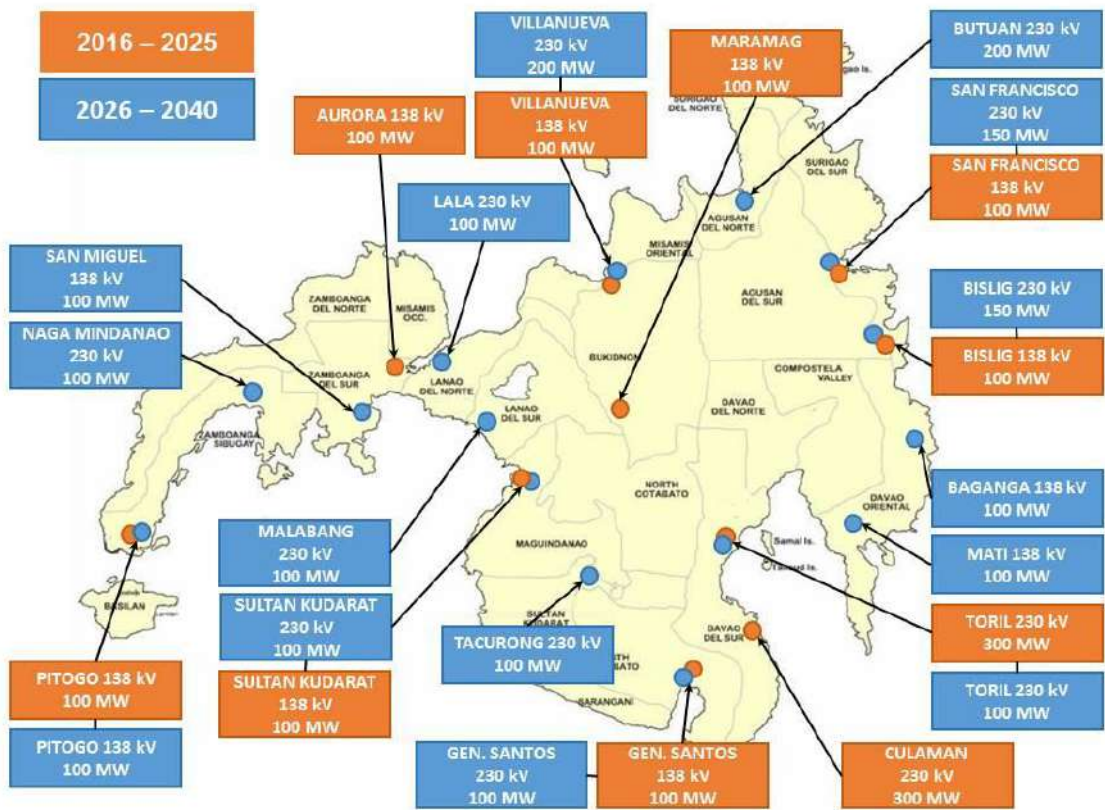 2016 – 2025
2026 – 2040
VILLANUEVA
230 kV
200 MW
VILLANUEVA
138 kV
100 MW
MARAMAG
138 kV
100 MW
BUTUAN 230 kV
200 MW
SAN FRANCISCO
230 kV
150 MW
SAN FRANCISCO
138 kV
100 MW
AURORA 138 kV
100 MW
LALA 230 kV
100 MW
SAN MIGUEL
138 kV
100 MW
NAGA MINDANAO
230 kV
100 MW
BISLIG 230 kV
150 MW
BISLIG 138 kV
100 MW
SURIGAO
DEL NORTE
SURIGAO
DEL SUR
AGUSAN
DEL NORTE
MISAMIS
ORIENTAL
AGUSAN
DEL SUR
ZAMBOANGA
DEL NORTE
MISAMIS
OCC.
ZAMBOANGA
DEL SUR
LANAO
DEL NORTE
BUKIDNON
COMPOSTELA
VALLEY
LANAO
DEL SUR
DAVAO
DEL NORTE
ZAMBOANGA
SIBUGAY
NORTH
COTABATO
DAVAO
ORIENTAL
MAGUINDANAO
Samal Is.
BASILAN
SULTAN
KUDARAT
DAVAO
DEL SUR
SARANGANI
BAGANGA 138 kV
100 MW
MATI 138 kV
100 MW
TORIL 230 kV
300 MW
TORIL 230 kV
100 MW
MALABANG
230 kV
100 MW
SULTAN KUDARAT
230 kV
100 MW
SULTAN KUDARAT
138 kV
100 MW
TACURONG 230 kV
100 MW
PITOGO 138 kV
100 MW
PITOGO 138 kV
100 MW
GEN. SANTOS
230 kV
100 MW
GEN. SANTOS
138 kV
100 MW
CULAMAN
230 kV
300 MW